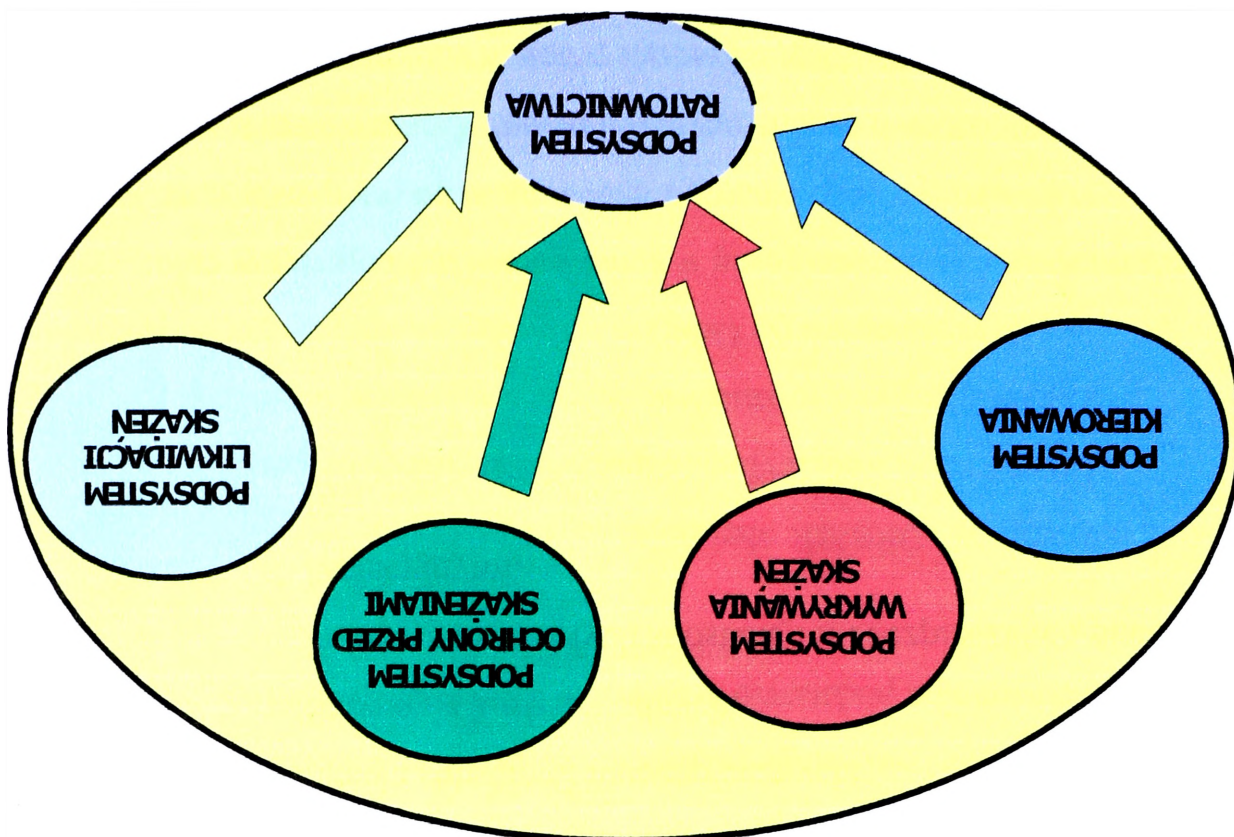 PODSYSTEM
KIEROWANIA
PODSYSTEM
WYKRYWANIA
SKAŻEŃ
PODSYSTEM
OCHRONY PRZED
SKAŻENIAMI
PODSYSTEM
LIKWIDACJI
SKAŻEŃ
PODSYSTEM
RATOWNICTWA